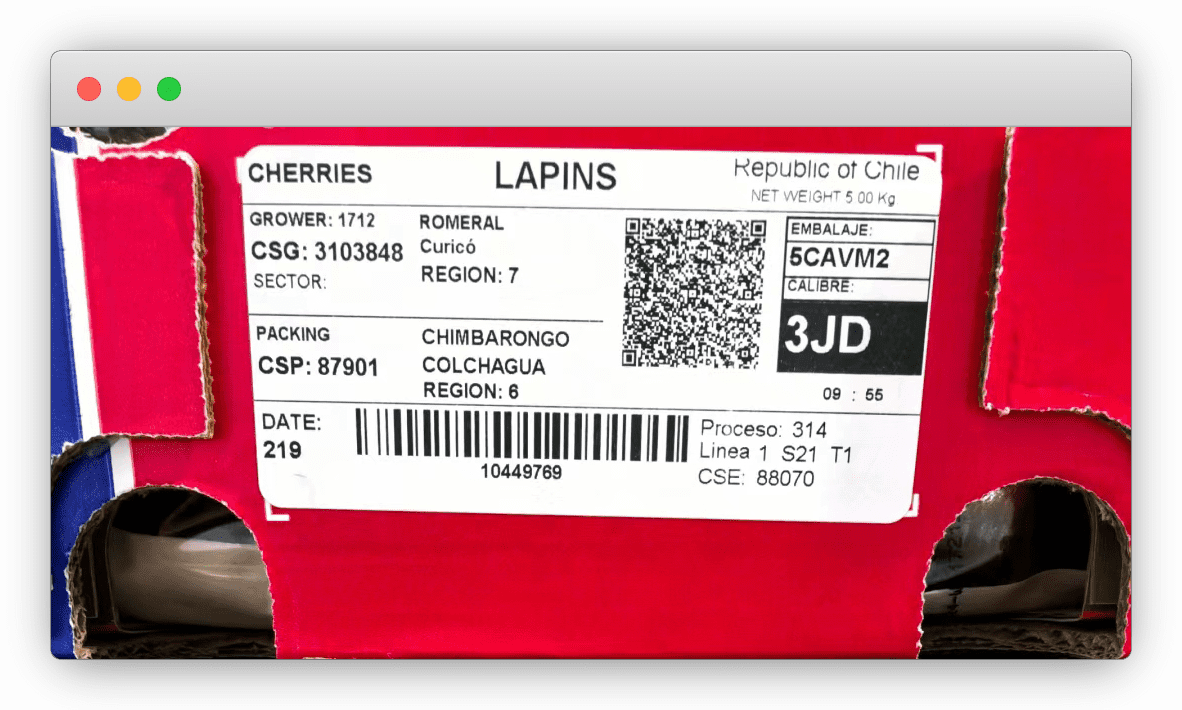 CHERRIES
LAPINS
Republic of Chile
NET WEIGHT 5.00 Kg
GROWER: 1712
CSG: 3103848
SECTOR:
ROMERAL
Curicó
REGION: 7
EMBALAJE:
5CAVM2
CALIBRE:
3JD
PACKING
CSP: 87901
CHIMBARONGO
COLCHAGUA
REGION: 6
09 : 55
DATE:
219
10449769
Proceso: 314
Linea 1 S21 T1
CSE: 88070